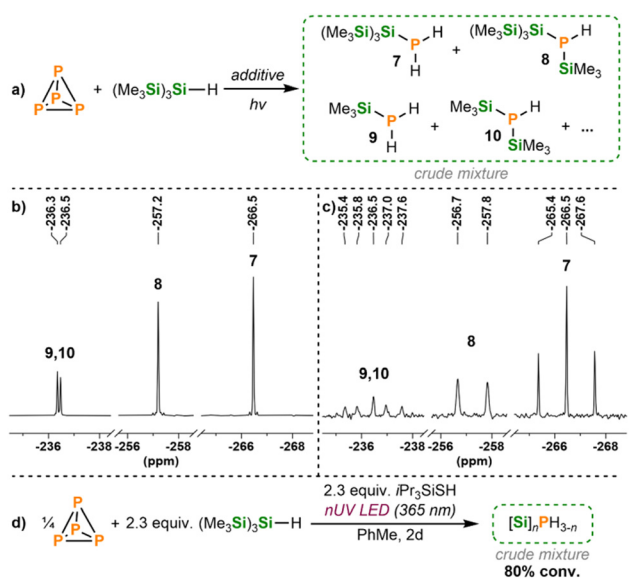 a)
P
P P P
+ (Me3Si)3Si—H
additive
hv
(Me3Si)3Si P H H
7
+
(Me3Si)3Si P H SiMe3
8
Me3Si P H H
9
+
Me3Si P H SiMe3
10
+ ...
crude mixture
b)
-236.3
-236.5
-257.2
-266.5
9,10
8
7
-236 -238 -256 -258 -266 -268
(ppm)
c)
-235.4
-235.8
-236.5
-237.0
-237.6
-256.7
-257.8
-265.4
-266.5
-267.6
9,10
8
7
-236 -238 -256 -258 -266 -268
(ppm)
d)
¼
P
P P P
+ 2.3 equiv. (Me3Si)3Si—H
2.3 equiv. iPr3SiSH
nUV LED (365 nm)
PhMe, 2d
[Si]nPH3-n
crude mixture
80% conv.